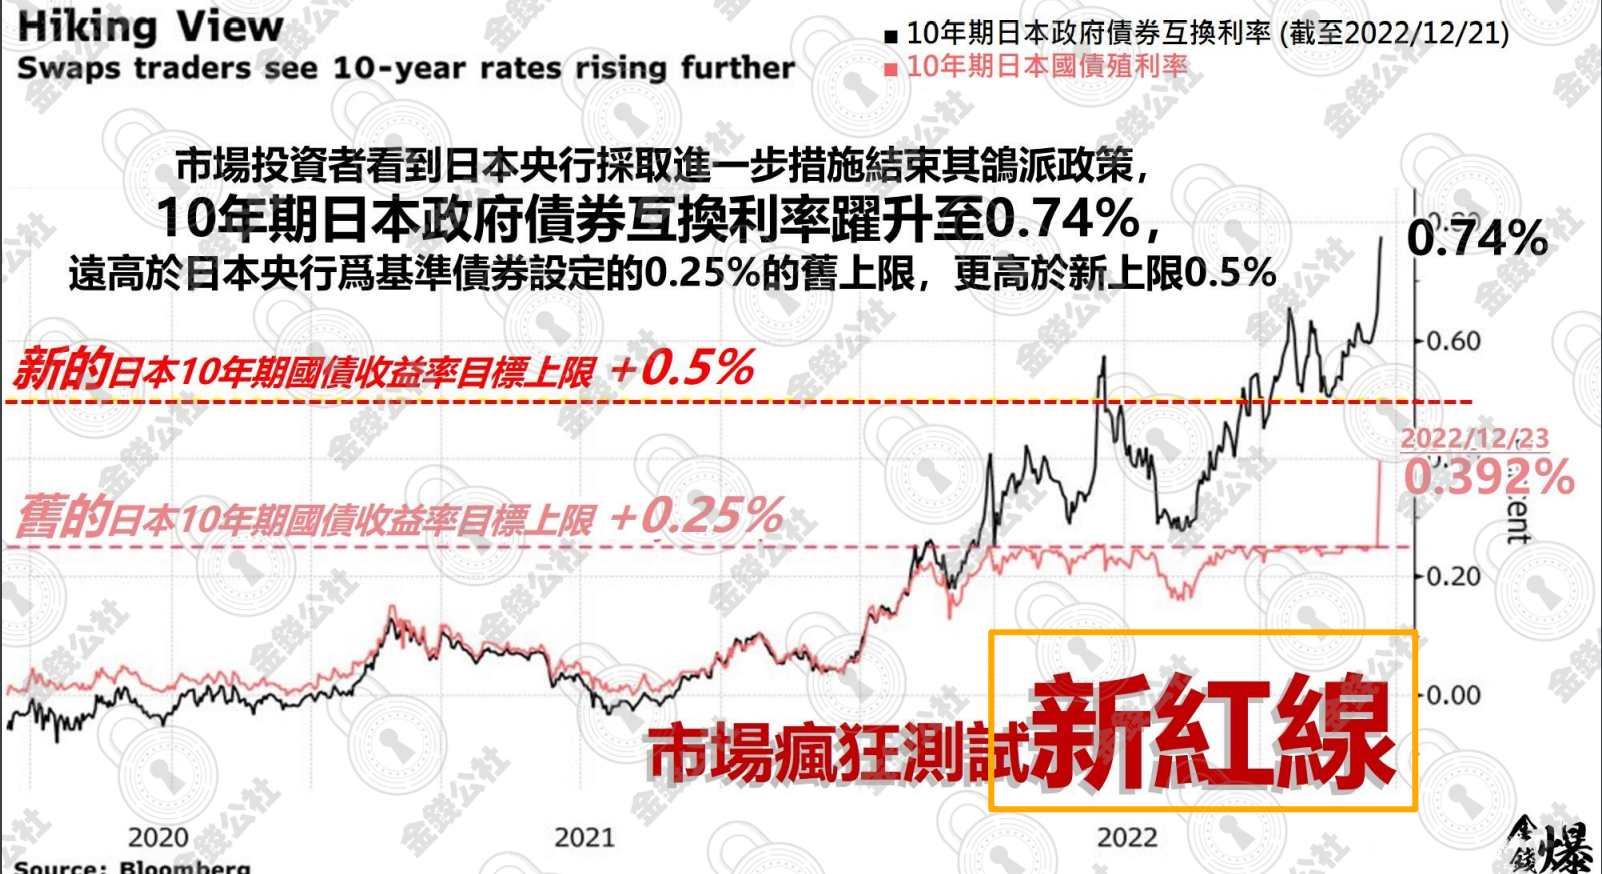 Hiking View
Swaps traders see 10-year rates rising further
■ 10年期日本政府債券互換利率 (截至2022/12/21)
■ 10年期日本國債殖利率
市場投資者看到日本央行採取進一步措施結束其鴿派政策，
10年期日本政府債券互換利率躍升至0.74%，
遠高於日本央行爲基準債券設定的0.25%的舊上限，更高於新上限0.5%
0.74%
0.60
新的日本10年期國債收益率目標上限 +0.5%
2022/12/23
0.392%
舊的日本10年期國債收益率目標上限 +0.25%
0.20
0.00
市場瘋狂測試新紅線
2020 2021 2022
Source: Bloomberg
金錢爆
金錢公社